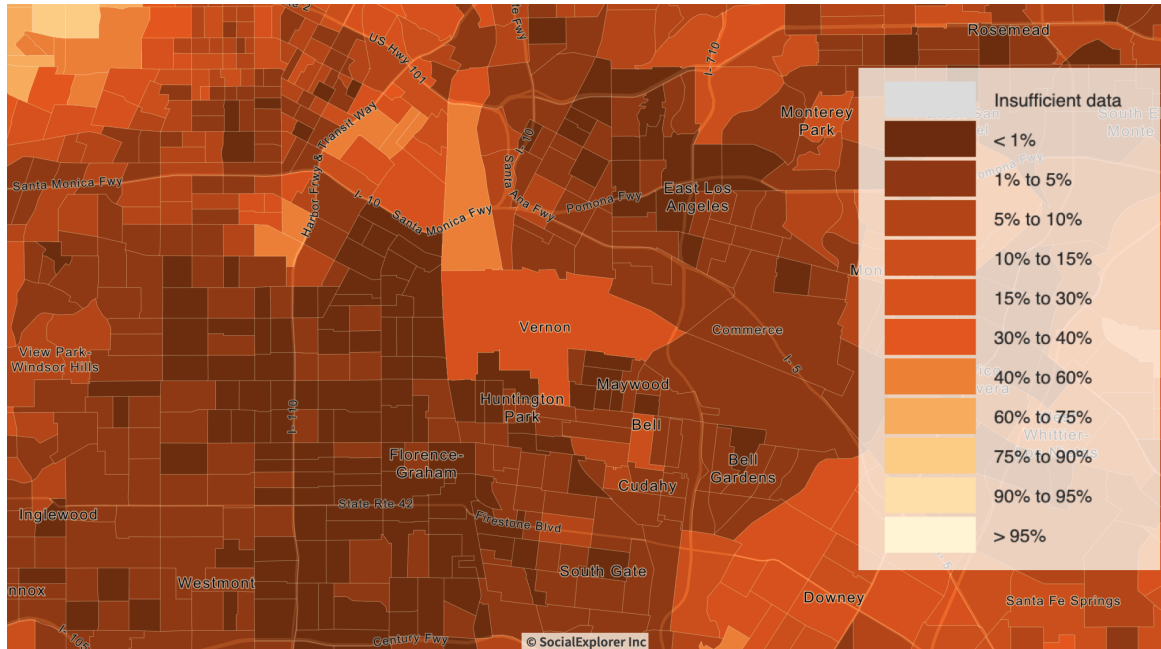 US Hwy 101
I- 710
Rosemead
Insufficient data
Monterey
Park
< 1%
Harbor Frwy & Transit Way
I- 10
1% to 5%
Santa Monica Fwy
Santa Ana Fwy
Pomona Fwy
East Los
Angeles
I- 10
Santa Monica Fwy
5% to 10%
10% to 15%
15% to 30%
Vernon
Commerce
30% to 40%
View Park-
Windsor Hills
I- 5
Maywood
40% to 60%
Huntington
Park
I- 110
Bell
60% to 75%
Whittier-
Florence-
Graham
Bell
Gardens
75% to 90%
Cudahy
90% to 95%
State Rte 42
Inglewood
Firestone Blvd
> 95%
South Gate
Westmont
Downey
Santa Fe Springs
I- 105
Century Fwy
© SocialExplorer Inc